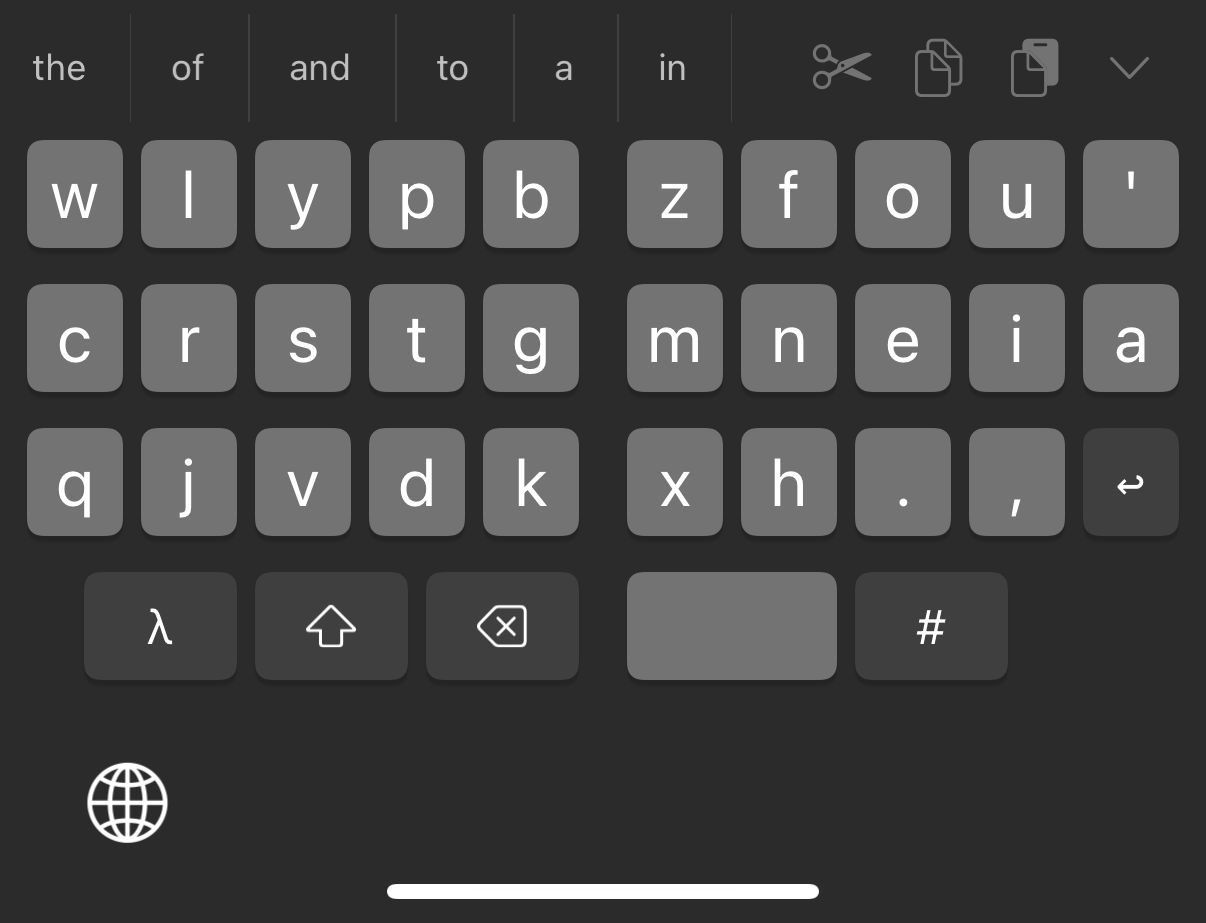 the of and to a in
w l y p b z f o u '
c r s t g m n e i a
q j v d k x h . ,
λ #